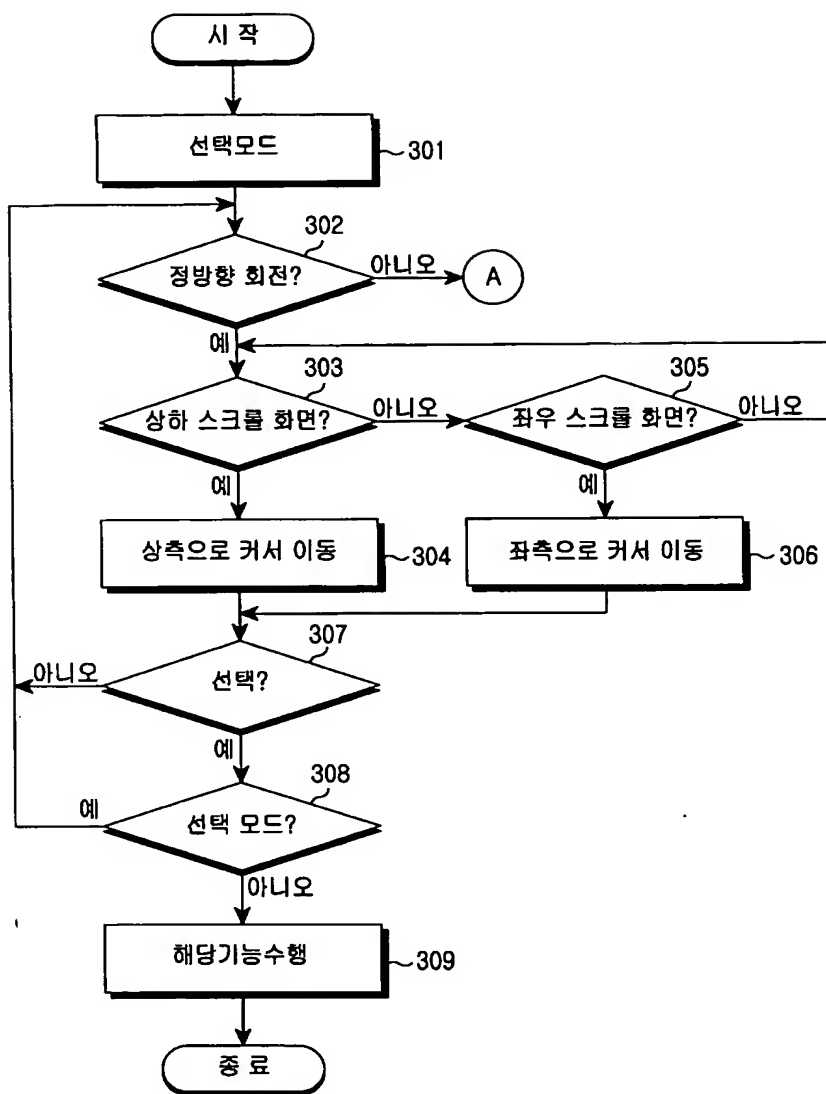 시 작
선택모드
301
302
정방향 회전?
아니오
A
예
303
305
상하 스크롤 화면?
아니오
좌우 스크롤 화면?
아니오
예
예
상측으로 커서 이동
304
좌측으로 커서 이동
306
307
아니오
선택?
예
308
예
선택 모드?
아니오
해당기능수행
309
종 료